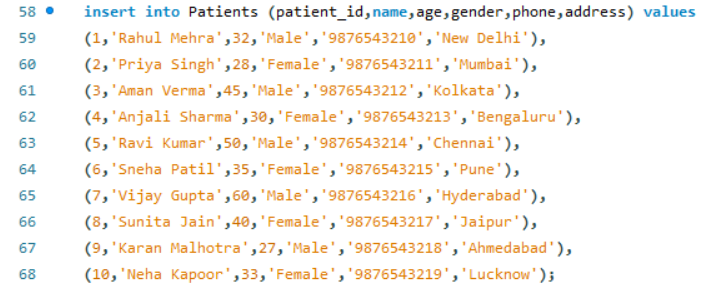 58 insert into Patients (patient_id,name,age,gender,phone,address) values
59 (1,'Rahul Mehra',32,'Male','9876543210','New Delhi'),
60 (2,'Priya Singh',28,'Female','9876543211','Mumbai'),
61 (3,'Aman Verma',45,'Male','9876543212','Kolkata'),
62 (4,'Anjali Sharma',30,'Female','9876543213','Bengaluru'),
63 (5,'Ravi Kumar',50,'Male','9876543214','Chennai'),
64 (6,'Sneha Patil',35,'Female','9876543215','Pune'),
65 (7,'Vijay Gupta',60,'Male','9876543216','Hyderabad'),
66 (8,'Sunita Jain',40,'Female','9876543217','Jaipur'),
67 (9,'Karan Malhotra',27,'Male','9876543218','Ahmedabad'),
68 (10,'Neha Kapoor',33,'Female','9876543219','Lucknow');